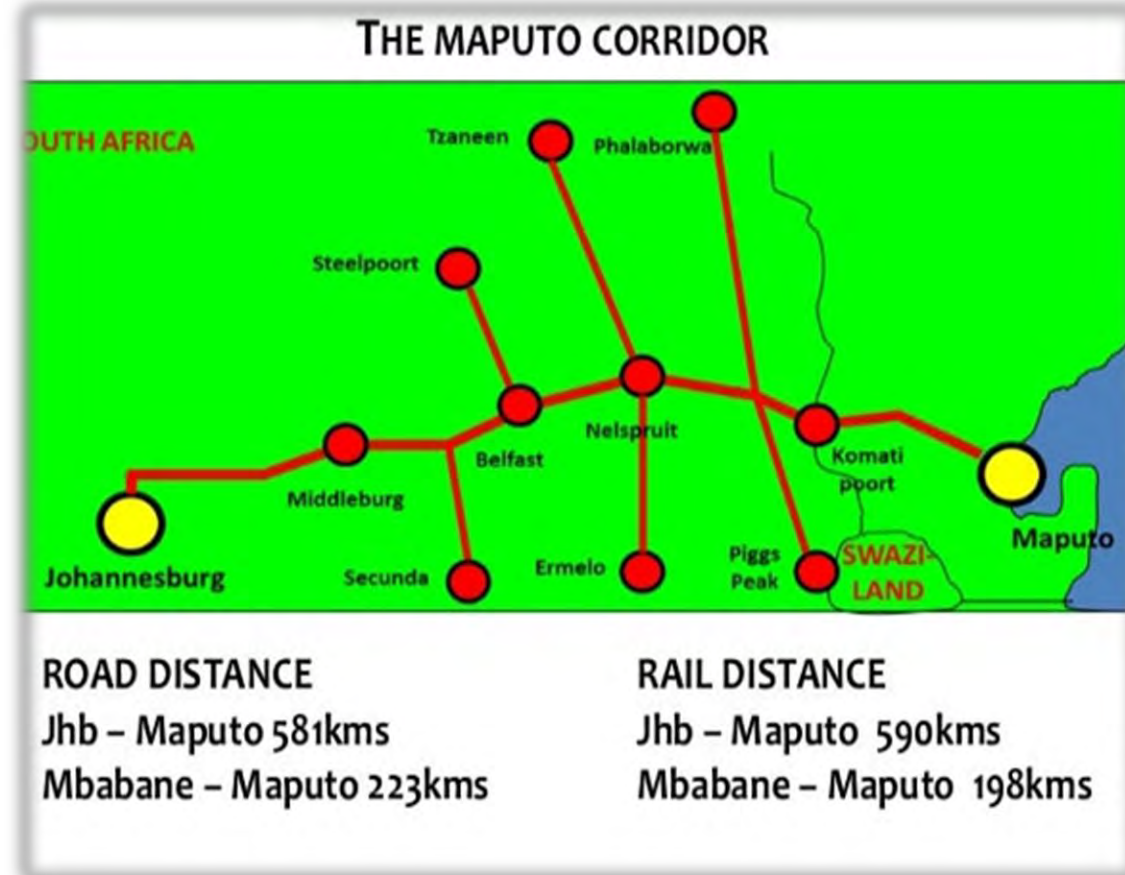 THE MAPUTO CORRIDOR
OUTH AFRICA
Tzaneen
Phalaborwa
Steelpoort
Nelspruit
Belfast
Komati
poort
Middleburg
Maputo
Johannesburg
Secunda
Ermelo
Piggs
Peak
SWAZI-
LAND
ROAD DISTANCE
Jhb – Maputo 581kms
Mbabane – Maputo 223kms
RAIL DISTANCE
Jhb – Maputo 590kms
Mbabane – Maputo 198kms